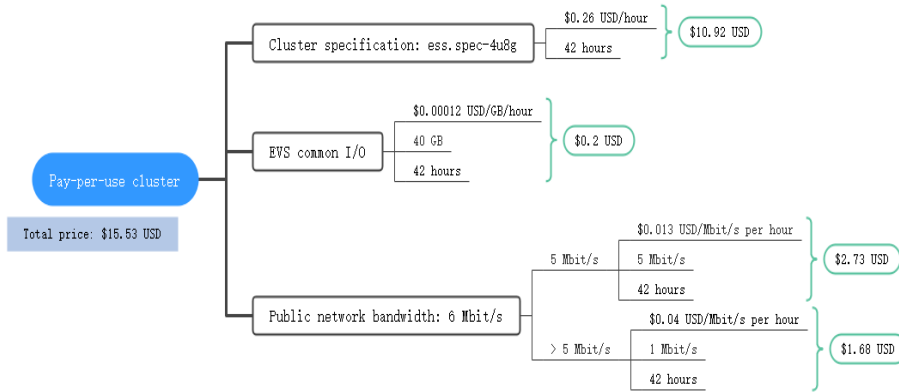 Pay-per-use cluster
Total price: $15.53 USD
Cluster specification: ess.spec-4u8g
$0.26 USD/hour
42 hours
$10.92 USD
EVS common I/O
$0.00012 USD/GB/hour
40 GB
42 hours
$0.2 USD
Public network bandwidth: 6 Mbit/s
5 Mbit/s
$0.013 USD/Mbit/s per hour
5 Mbit/s
42 hours
$2.73 USD
> 5 Mbit/s
$0.04 USD/Mbit/s per hour
1 Mbit/s
42 hours
$1.68 USD